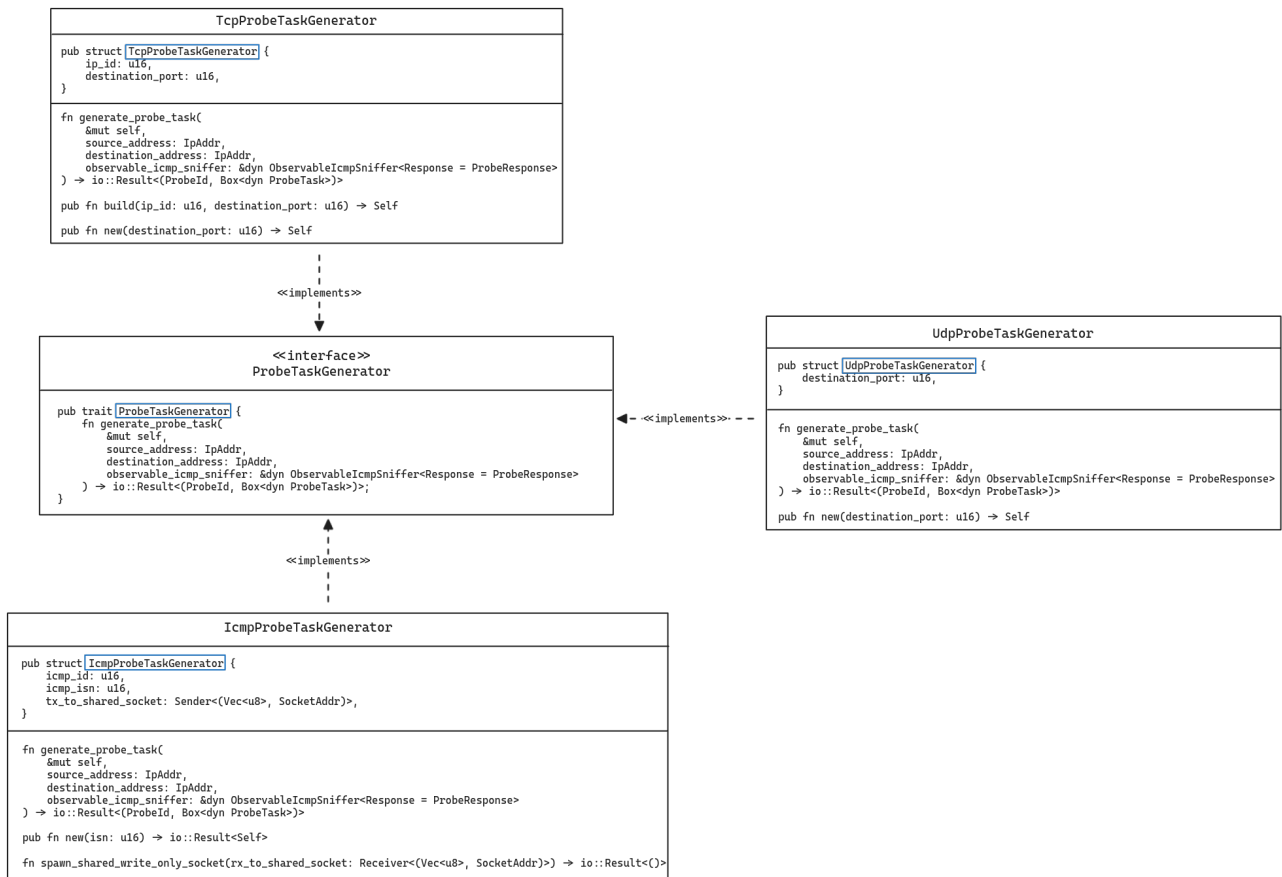 TcpProbeTaskGenerator
pub struct TcpProbeTaskGenerator {
    ip_id: u16,
    destination_port: u16,
}
fn generate_probe_task(
    &mut self,
    source_address: IpAddr,
    destination_address: IpAddr,
    observable_icmp_sniffer: &dyn ObservableIcmpSniffer<Response = ProbeResponse>
) → io::Result<(ProbeId, Box<dyn ProbeTask>)>
pub fn build(ip_id: u16, destination_port: u16) → Self
pub fn new(destination_port: u16) → Self
≪implements≫
≪interface≫
ProbeTaskGenerator
pub trait ProbeTaskGenerator {
    fn generate_probe_task(
        &mut self,
        source_address: IpAddr,
        destination_address: IpAddr,
        observable_icmp_sniffer: &dyn ObservableIcmpSniffer<Response = ProbeResponse>
    ) → io::Result<(ProbeId, Box<dyn ProbeTask>)>;
}
≪implements≫
UdpProbeTaskGenerator
pub struct UdpProbeTaskGenerator {
    destination_port: u16,
}
fn generate_probe_task(
    &mut self,
    source_address: IpAddr,
    destination_address: IpAddr,
    observable_icmp_sniffer: &dyn ObservableIcmpSniffer<Response = ProbeResponse>
) → io::Result<(ProbeId, Box<dyn ProbeTask>)>
pub fn new(destination_port: u16) → Self
≪implements≫
IcmpProbeTaskGenerator
pub struct IcmpProbeTaskGenerator {
    icmp_id: u16,
    icmp_isn: u16,
    tx_to_shared_socket: Sender<(Vec<u8>, SocketAddr)>,
}
fn generate_probe_task(
    &mut self,
    source_address: IpAddr,
    destination_address: IpAddr,
    observable_icmp_sniffer: &dyn ObservableIcmpSniffer<Response = ProbeResponse>
) → io::Result<(ProbeId, Box<dyn ProbeTask>)>
pub fn new(isn: u16) → io::Result<Self>
fn spawn_shared_write_only_socket(rx_to_shared_socket: Receiver<(Vec<u8>, SocketAddr)>) → io::Result<()>